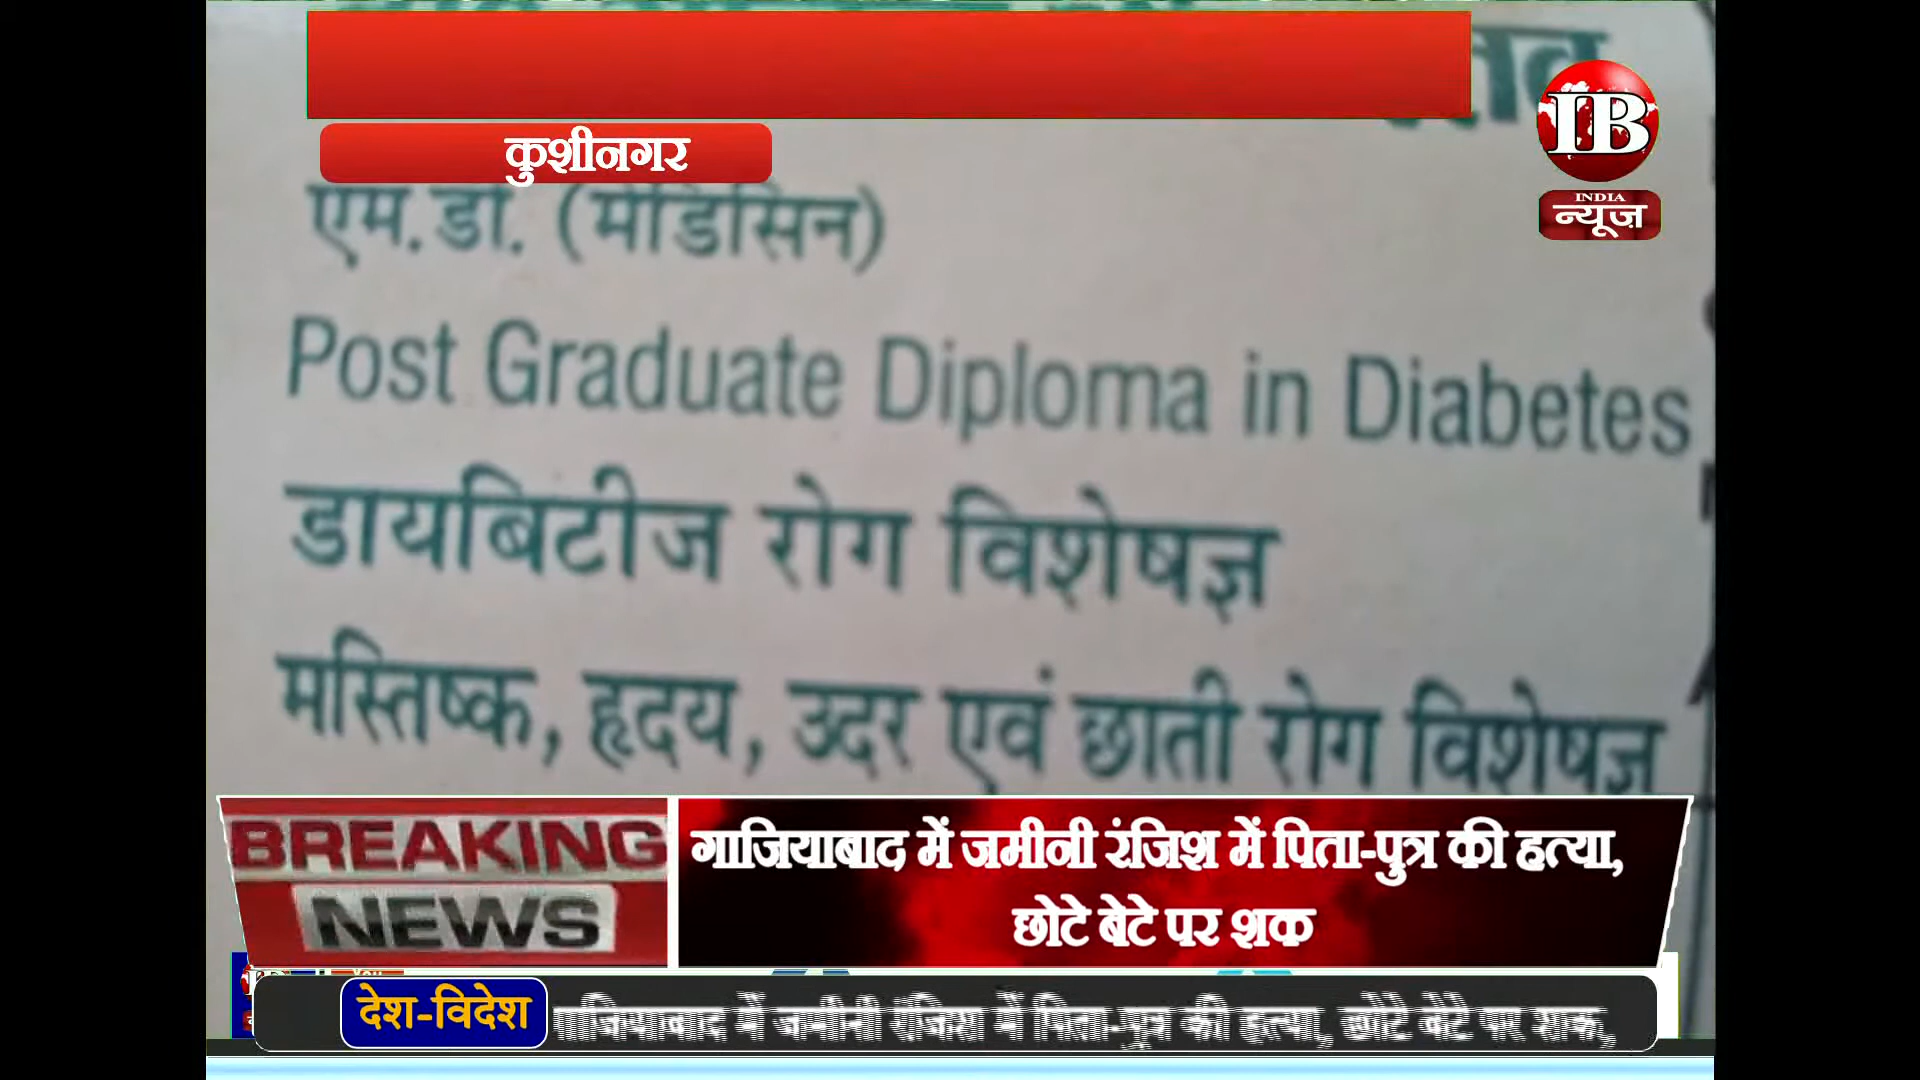 कुशीनगर
IB
INDIA
न्यूज़
एम.डी. (मेडिसिन)
Post Graduate Diploma in Diabetes
डायबिटीज रोग विशेषज्ञ
मस्तिष्क, हृदय, उदर एवं छाती रोग विशेषज्ञ
BREAKING
NEWS
गाजियाबाद में जमीनी रंजिश में पिता-पुत्र की हत्या,
छोटे बेटे पर शक
देश-विदेश
गाजियाबाद में जमीनी रंजिश में पिता-पुत्र की हत्या, छोटे बेटे पर शक,